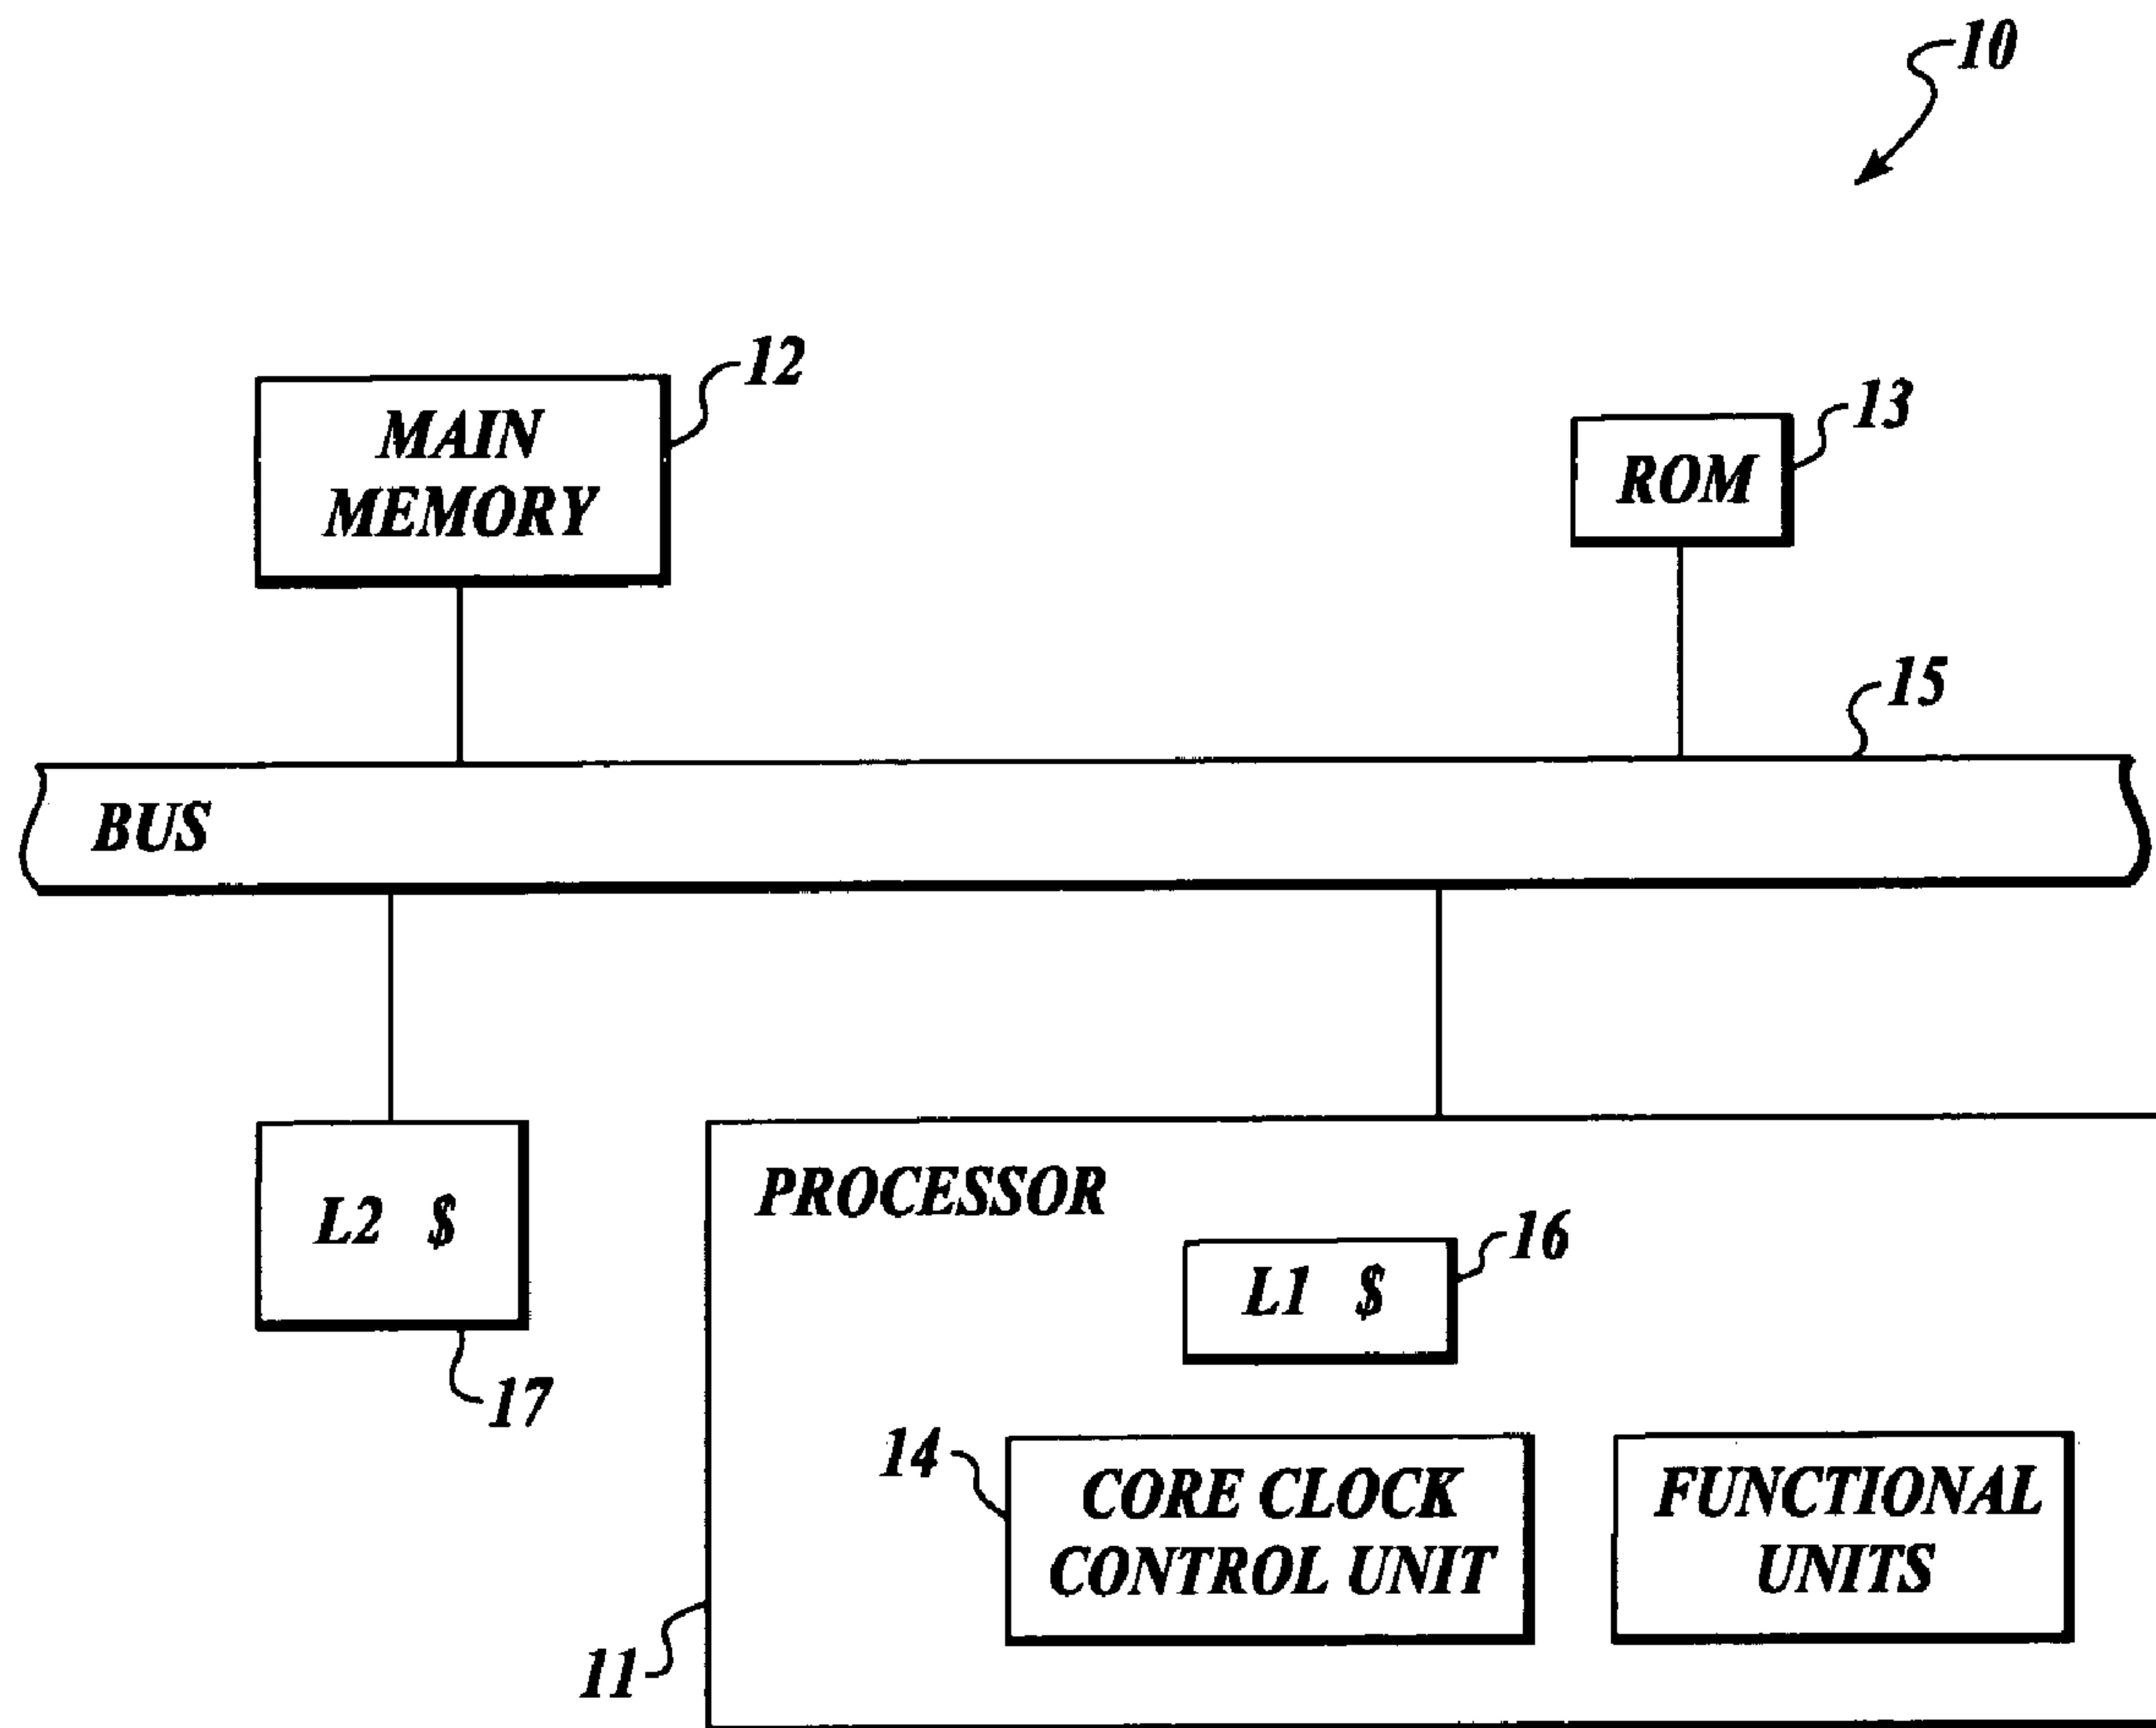 10
12
MAIN
MEMORY
13
ROM
15
BUS
L2 $
17
PROCESSOR
16
L1 $
14
CORE CLOCK
CONTROL UNIT
FUNCTIONAL
UNITS
11